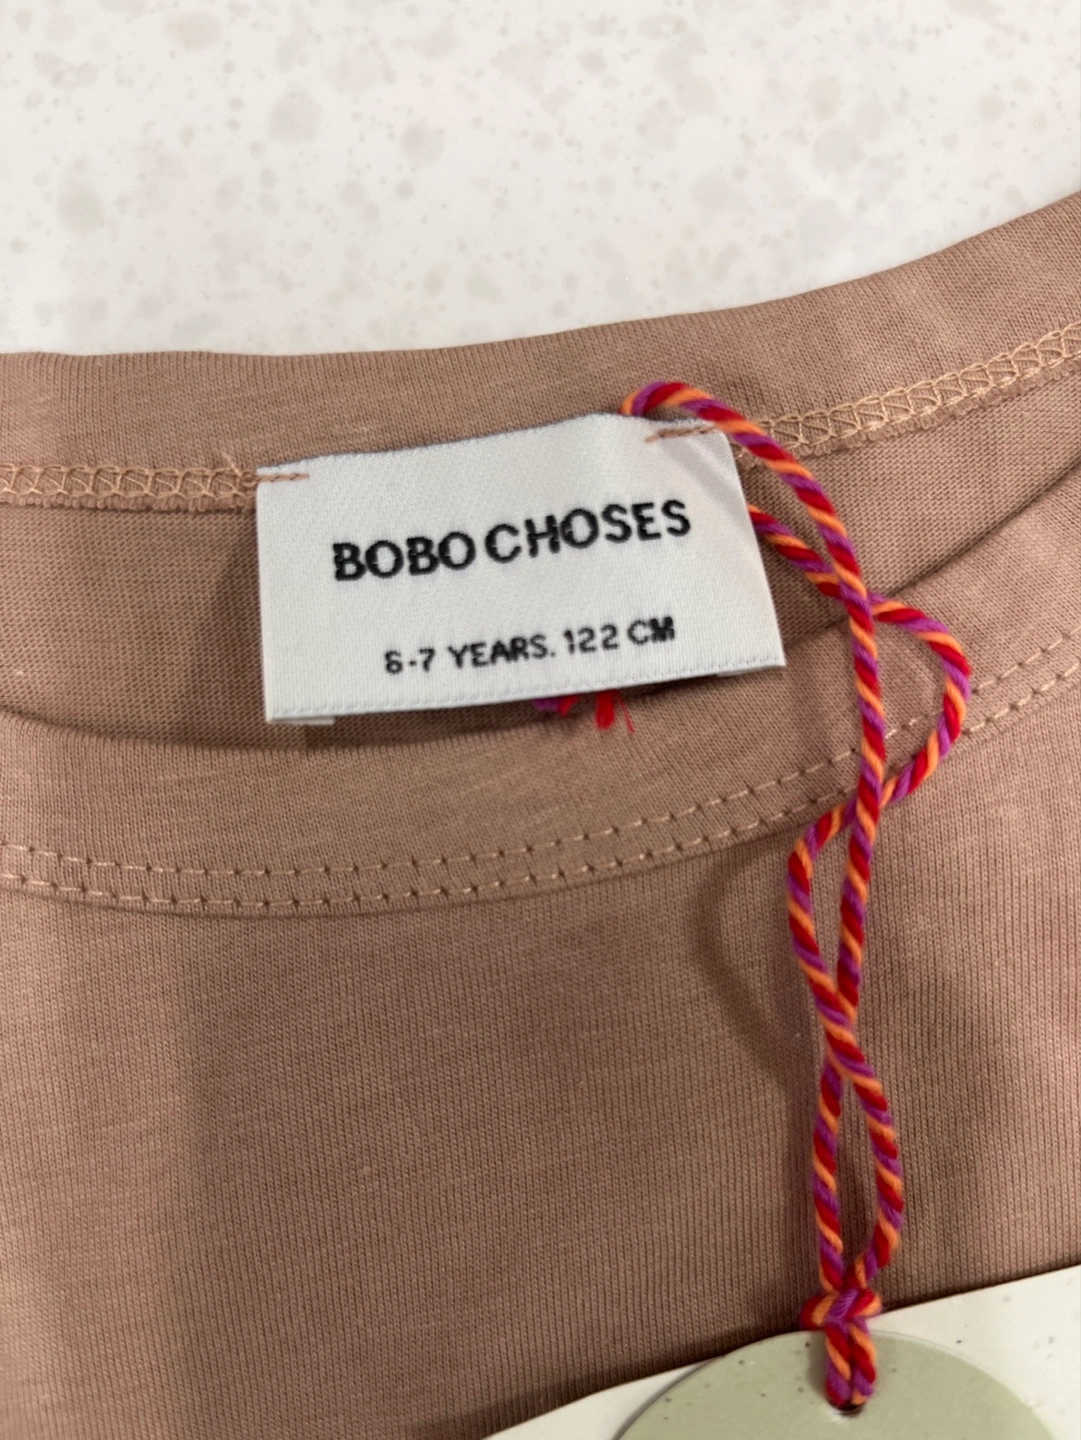 BOBO CHOSES
6-7 YEARS. 122 CM